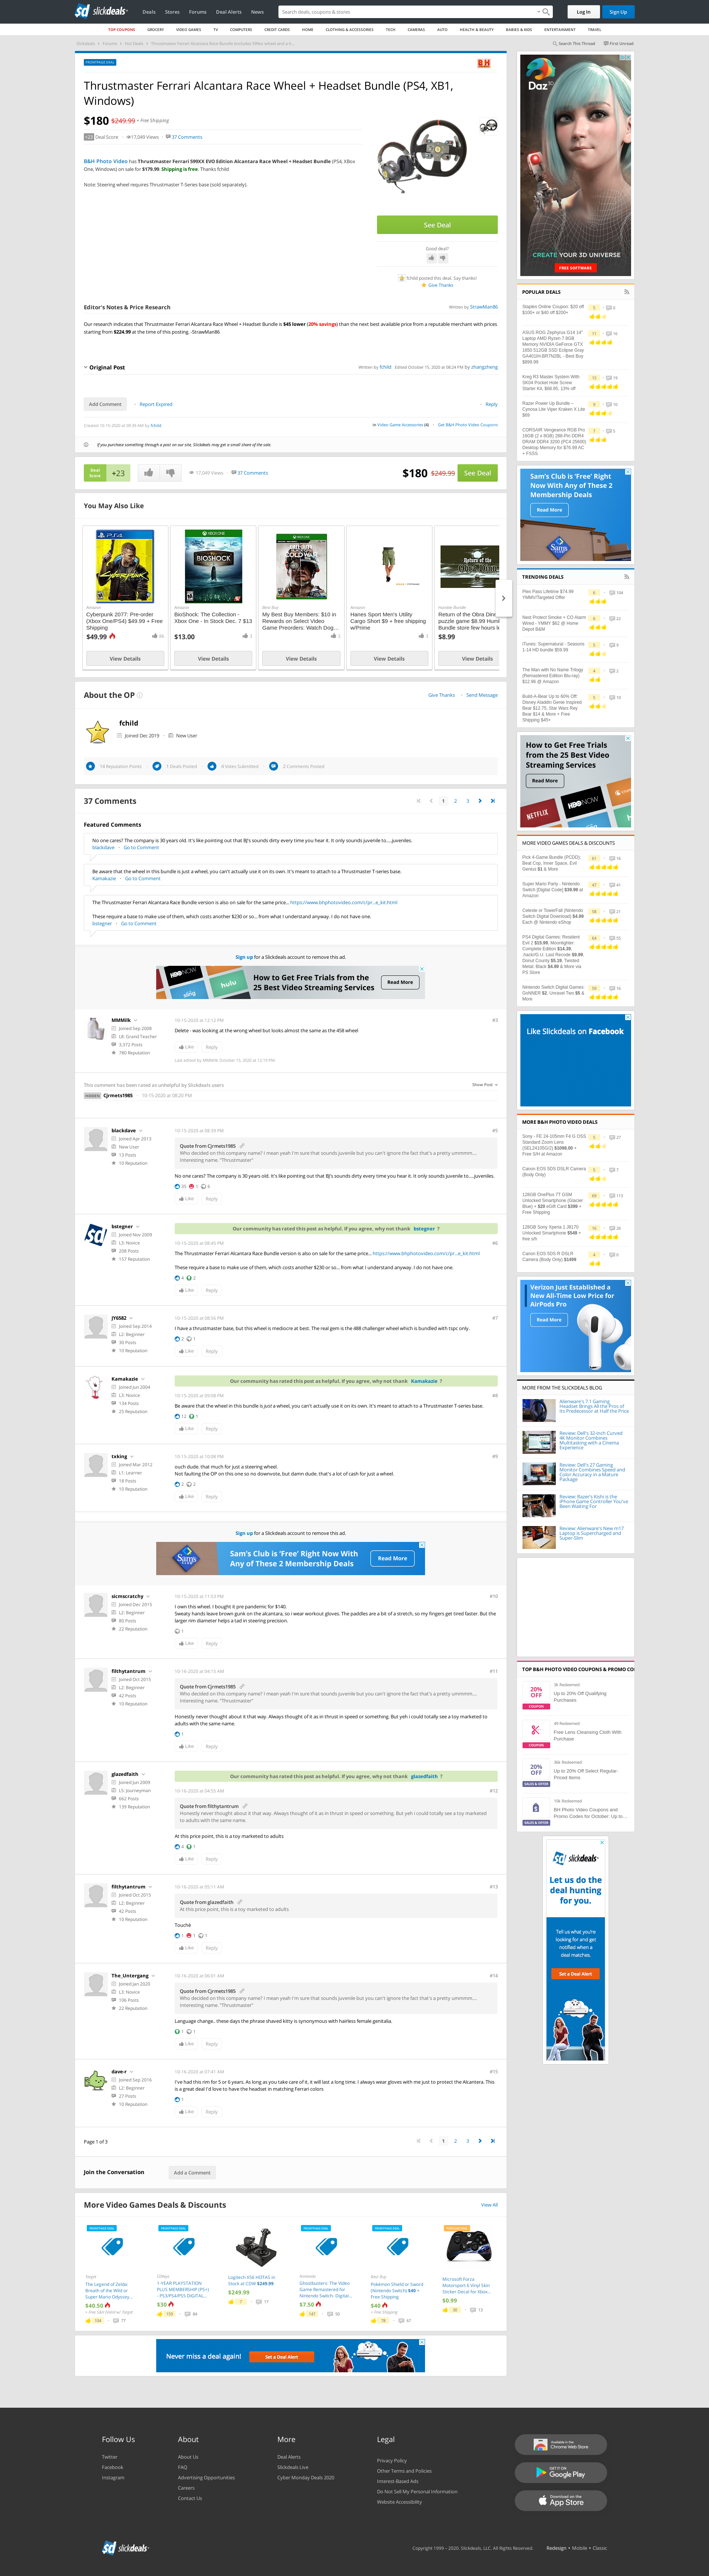 slickdeals
Deals Stores Forums Deal Alerts News
Search deals, coupons & stores
Log In
Sign Up
TOP COUPONS GROCERY VIDEO GAMES TV COMPUTERS CREDIT CARDS HOME CLOTHING & ACCESSORIES TECH CAMERAS AUTO HEALTH & BEAUTY BABIES & KIDS ENTERTAINMENT TRAVEL
Search This Thread First Unread
FRONTPAGE DEAL
Thrustmaster Ferrari Alcantara Race Wheel + Headset Bundle (PS4, XB1,
Windows)
$180 $249.99 + Free Shipping
+23 Deal Score 17,049 Views 37 Comments
B&H Photo Video has Thrustmaster Ferrari 599XX EVO Edition Alcantara Race Wheel + Headset Bundle (PS4, XBox
One, Windows) on sale for $179.99. Shipping is free. Thanks fchild
Note: Steering wheel requires Thrustmaster T-Series base (sold separately).
See Deal
Good deal?
fchild posted this deal. Say thanks!
Give Thanks
Editor's Notes & Price Research
Written by StrawMan86
Our research indicates that Thrustmaster Ferrari Alcantara Race Wheel + Headset Bundle is $45 lower (20% savings) that the next best available price from a reputable merchant with prices
starting from $224.99 at the time of this posting. -StrawMan86
Original Post
Written by fchild Edited October 15, 2020 at 06:24 PM by zhangzheng
Add Comment Report Expired Reply
Created 10-15-2020 at 09:39 AM by fchild
in Video Game Accessories (4) Get B&H Photo Video Coupons
If you purchase something through a post on our site, Slickdeals may get a small share of the sale.
Deal
Score
+23
17,049 Views 37 Comments
$180 $249.99 See Deal
You May Also Like
Amazon
Cyberpunk 2077: Pre-order
(Xbox One/PS4) $49.99 + Free
Shipping
$49.99
View Details
Amazon
BioShock: The Collection -
Xbox One - In Stock Dec. 7 $13
$13.00
View Details
Best Buy
My Best Buy Members: $10 in
Rewards on Select Video
Game Preorders: Watch Dog...
View Details
Amazon
Hanes Sport Men's Utility
Cargo Short $9 + free shipping
w/Prime
View Details
Humble Bundle
Return of the Obra Dinn
puzzle game $8.99 Humble
Bundle store few hours left
$8.99
View Details
About the OP
Give Thanks Send Message
fchild
Joined Dec 2019 New User
14 Reputation Points 1 Deals Posted 0 Votes Submitted 2 Comments Posted
37 Comments
1 2 3
Featured Comments
No one cares? The company is 30 years old. It's like pointing out that BJ's sounds dirty every time you hear it. It only sounds juvenile to.....juveniles.
blackdave Go to Comment
Be aware that the wheel in this bundle is just a wheel, you can't actually use it on its own. It's meant to attach to a Thrustmaster T-series base.
Kamakazie Go to Comment
The Thrustmaster Ferrari Alcantara Race Bundle version is also on sale for the same price... https://www.bhphotovideo.com/c/pr...e_kit.html
These require a base to make use of them, which costs another $230 or so... from what I understand anyway. I do not have one.
bstegner Go to Comment
Sign up for a Slickdeals account to remove this ad.
How to Get Free Trials from the
25 Best Video Streaming Services
Read More
MMMilk
Joined Sep 2008
L8: Grand Teacher
3,372 Posts
780 Reputation
10-15-2020 at 12:12 PM #3
Delete - was looking at the wrong wheel but looks almost the same as the 458 wheel
Like Reply
Last edited by MMMilk October 15, 2020 at 12:19 PM
This comment has been rated as unhelpful by Slickdeals users
Show Post
HIDDEN Cjrmets1985 10-15-2020 at 08:20 PM
blackdave
Joined Apr 2013
New User
13 Posts
10 Reputation
10-15-2020 at 08:39 PM #5
Quote from Cjrmets1985
Who decided on this company name? I mean yeah I'm sure that sounds juvenile but you can't ignore the fact that's a pretty ummmm....
Interesting name. "Thrustmaster"
No one cares? The company is 30 years old. It's like pointing out that BJ's sounds dirty every time you hear it. It only sounds juvenile to.....juveniles.
Like Reply
bstegner
Joined Nov 2009
L3: Novice
208 Posts
157 Reputation
Our community has rated this post as helpful. If you agree, why not thank bstegner ?
10-15-2020 at 08:45 PM #6
The Thrustmaster Ferrari Alcantara Race Bundle version is also on sale for the same price... https://www.bhphotovideo.com/c/pr...e_kit.html
These require a base to make use of them, which costs another $230 or so... from what I understand anyway. I do not have one.
4 2
Like Reply
JY6582
Joined Sep 2014
L2: Beginner
30 Posts
10 Reputation
10-15-2020 at 08:56 PM #7
I have a thrustmaster base, but this wheel is mediocre at best. The real gem is the 488 challenger wheel which is bundled with tspc only.
2 1
Like Reply
Kamakazie
Joined Jun 2004
L3: Novice
134 Posts
25 Reputation
Our community has rated this post as helpful. If you agree, why not thank Kamakazie ?
10-15-2020 at 09:08 PM #8
Be aware that the wheel in this bundle is just a wheel, you can't actually use it on its own. It's meant to attach to a Thrustmaster T-series base.
12 1
Like Reply
txking
Joined Mar 2012
L1: Learner
18 Posts
10 Reputation
10-15-2020 at 10:08 PM #9
ouch dude. that much for just a steering wheel.
Not faulting the OP on this one so no downvote, but damn dude, that's a lot of cash for just a wheel.
2 2
Like Reply
Sign up for a Slickdeals account to remove this ad.
Sam's Club is 'Free' Right Now With
Any of These 2 Membership Deals
Read More
sicmscratchy
Joined Dec 2015
L2: Beginner
80 Posts
22 Reputation
10-15-2020 at 11:53 PM #10
I own this wheel. I bought it pre pandemic for $140.
Sweaty hands leave brown gunk on the alcantara, so i wear workout gloves. The paddles are a bit of a stretch, so my fingers get tired faster. But the
larger rim diameter helps a tad in steering precision.
1
Like Reply
filthytantrum
Joined Oct 2015
L2: Beginner
42 Posts
10 Reputation
10-16-2020 at 04:15 AM #11
Quote from Cjrmets1985
Who decided on this company name? I mean yeah I'm sure that sounds juvenile but you can't ignore the fact that's a pretty ummmm....
Interesting name. "Thrustmaster"
Honestly never thought about it that way. Always thought of it as in thrust in speed or something. But yeh i could totally see a toy marketed to
adults with the same name.
1
Like Reply
glazedfaith
Joined Jun 2009
L5: Journeyman
662 Posts
139 Reputation
Our community has rated this post as helpful. If you agree, why not thank glazedfaith ?
10-16-2020 at 04:55 AM #12
Quote from filthytantrum
Honestly never thought about it that way. Always thought of it as in thrust in speed or something. But yeh i could totally see a toy marketed
to adults with the same name.
At this price point, this is a toy marketed to adults
4 1
Like Reply
filthytantrum
Joined Oct 2015
L2: Beginner
42 Posts
10 Reputation
10-16-2020 at 05:11 AM #13
Quote from glazedfaith
At this price point, this is a toy marketed to adults
Touché
1 1 1
Like Reply
The_Untergang
Joined Jan 2020
L3: Novice
106 Posts
22 Reputation
10-16-2020 at 06:01 AM #14
Quote from Cjrmets1985
Who decided on this company name? I mean yeah I'm sure that sounds juvenile but you can't ignore the fact that's a pretty ummmm....
Interesting name. "Thrustmaster"
Language change.. these days the phrase shaved kitty is synonymous with hairless female genitalia.
1 1
Like Reply
dave-r
Joined Sep 2016
L2: Beginner
27 Posts
10 Reputation
10-16-2020 at 07:41 AM #15
I've had this rim for 5 or 6 years. As long as you take care of it, it will last a long time. I always wear gloves with me just to protect the Alcantera. This
is a great deal I'd love to have the headset in matching Ferrari colors
1
Like Reply
Page 1 of 3
1 2 3
Join the Conversation
Add a Comment
More Video Games Deals & Discounts
View All
Target
The Legend of Zelda:
Breath of the Wild or
Super Mario Odyssey...
$40.50
CDKeys
1-YEAR PLAYSTATION
PLUS MEMBERSHIP (PS+)
- PS3/PS4/PS5 DIGITAL...
$30
Logitech X56 HOTAS in
Stock at CDW $249.99
$249.99
Nintendo
Ghostbusters: The Video
Game Remastered for
Nintendo Switch- Digital...
$7.50
Best Buy
Pokémon Shield or Sword
(Nintendo Switch) $40 +
Free Shipping
$40
Microsoft Forza
Motorsport 6 Vinyl Skin
Sticker Decal for Xbox...
$0.99
Never miss a deal again! Set a Deal Alert
Daz 3D
CREATE YOUR 3D UNIVERSE
FREE SOFTWARE
POPULAR DEALS
Staples Online Coupon: $20 off
$100+ or $40 off $200+
ASUS ROG Zephyrus G14 14"
Laptop AMD Ryzen 7 8GB
Memory NVIDIA GeForce GTX
1650 512GB SSD Eclipse Gray
GA401IH-BR7N2BL - Best Buy
$899.99
Kreg R3 Master System With
SK04 Pocket Hole Screw
Starter Kit, $68.95, 13% off
Razer Power Up Bundle –
Cynosa Lite Viper Kraken X Lite
$69
CORSAIR Vengeance RGB Pro
16GB (2 x 8GB) 288-Pin DDR4
DRAM DDR4 3200 (PC4 25600)
Desktop Memory for $76.99 AC
+ FSSS
Sam's Club is 'Free' Right
Now With Any of These 2
Membership Deals
Read More
TRENDING DEALS
Plex Pass Lifetime $74.99
YMMV/Targeted Offer
Nest Protect Smoke + CO Alarm
Wired - YMMV $62 @ Home
Depot B&M
iTunes: Supernatural - Seasons
1-14 HD bundle $59.99
The Man with No Name Trilogy
(Remastered Edition Blu-ray)
$12.96 @ Amazon
Build-A-Bear Up to 60% Off:
Disney Aladdin Genie Inspired
Bear $12.75, Star Wars Rey
Bear $14 & More + Free
Shipping $45+
How to Get Free Trials
from the 25 Best Video
Streaming Services
Read More
MORE VIDEO GAMES DEALS & DISCOUNTS
Pick 4-Game Bundle (PCDD):
Beat Cop, Inner Space, Evil
Genius $1 & More
Super Mario Party - Nintendo
Switch [Digital Code] $39.98 at
Amazon
Celeste or TowerFall (Nintendo
Switch Digital Download) $4.99
Each @ Nintendo eShop
PS4 Digital Games: Resident
Evil 2 $15.99, Moonlighter:
Complete Edition $14.39,
.hack//G.U. Last Recode $9.99,
Donut County $5.19, Twisted
Metal: Black $4.99 & More via
PS Store
Nintendo Switch Digital Games:
GoNNER $2, Unravel Two $5 &
More
Like Slickdeals on Facebook
MORE B&H PHOTO VIDEO DEALS
Sony - FE 24-105mm F4 G OSS
Standard Zoom Lens
(SEL24105G/2) $1098.00 +
Free S/H at Amazon
Canon EOS 5DS DSLR Camera
(Body Only)
128GB OnePlus 7T GSM
Unlocked Smartphone (Glacier
Blue) + $20 eGift Card $399 +
Free Shipping
128GB Sony Xperia 1 J8170
Unlocked Smartphone $548 +
free s/h
Canon EOS 5DS R DSLR
Camera (Body Only) $1499
Verizon Just Established a
New All-Time Low Price for
AirPods Pro
Read More
MORE FROM THE SLICKDEALS BLOG
Alienware's 7.1 Gaming
Headset Brings All the Pros of
Its Predecessor at Half the Price
Review: Dell's 32-inch Curved
4K Monitor Combines
Multitasking with a Cinema
Experience
Review: Dell's 27 Gaming
Monitor Combines Speed and
Color Accuracy in a Mature
Package
Review: Razer's Kishi is the
iPhone Game Controller You've
Been Waiting For
Review: Alienware's New m17
Laptop is Supercharged and
Super-Slim
TOP B&H PHOTO VIDEO COUPONS & PROMO COD
20%
OFF
COUPON
Up to 20% Off Qualifying
Purchases
COUPON
Free Lens Cleansing Cloth With
Purchase
20%
OFF
SALES & OFFER
Up to 20% Off Select Regular-
Priced Items
SALES & OFFER
BH Photo Video Coupons and
Promo Codes for October: Up to...
slickdeals
Let us do
the deal
hunting
for you.
Tell us what you're
looking for and get
notified when a
deal matches.
Set a Deal Alert
Follow Us
Twitter
Facebook
Instagram
About
About Us
FAQ
Advertising Opportunities
Careers
Contact Us
More
Deal Alerts
Slickdeals Live
Cyber Monday Deals 2020
Legal
Privacy Policy
Other Terms and Policies
Interest-Based Ads
Do Not Sell My Personal Information
Website Accessibility
Available in the
Chrome Web Store
GET IT ON
Google Play
Download on the
App Store
slickdeals
Copyright 1999 - 2020. Slickdeals, LLC. All Rights Reserved.
Redesign • Mobile • Classic